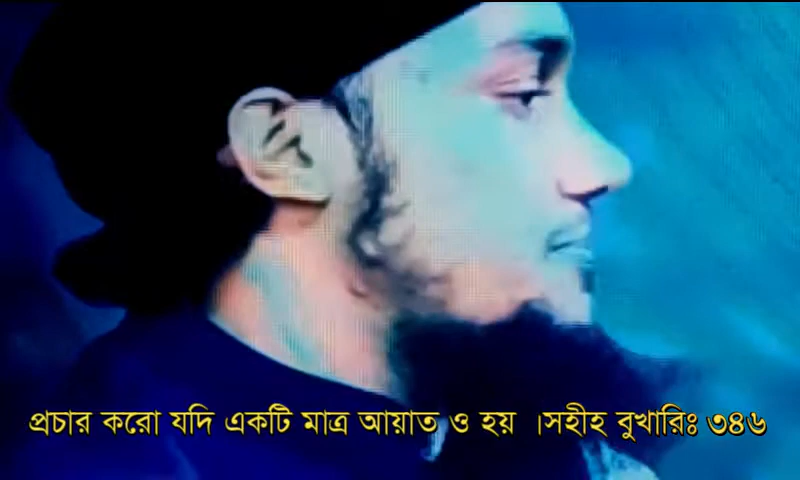 প্রচার করো যদি একটি মাত্র আয়াত ও হয় ।সহীহ বুখারিঃ ৩৪৬